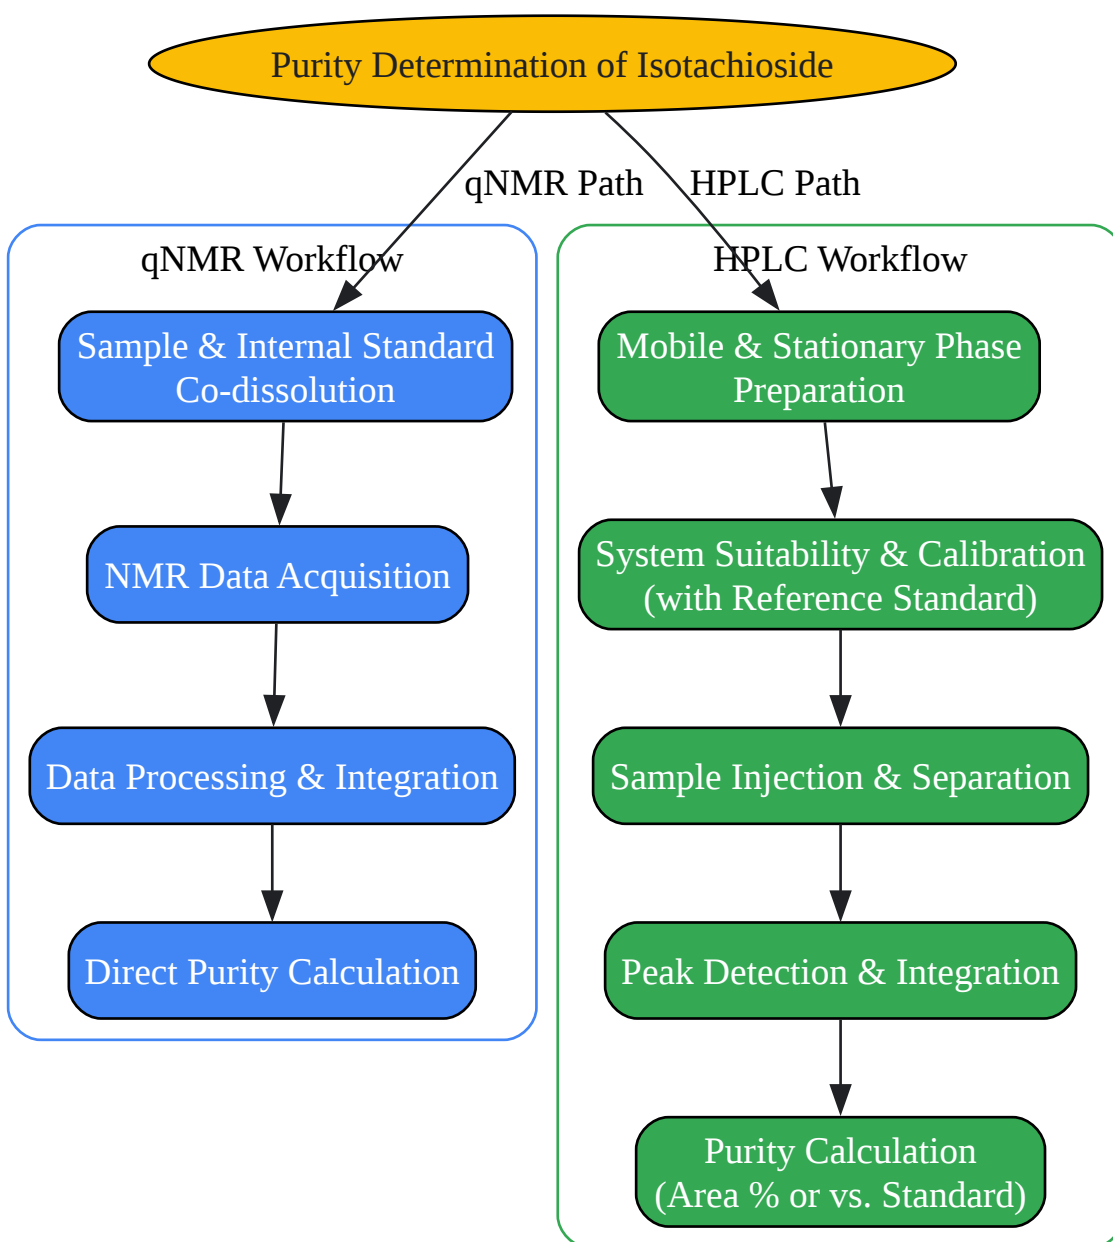 Purity Determination of Isotachioside
qNMR Path
HPLC Path
qNMR Workflow
Sample & Internal Standard
Co-dissolution
NMR Data Acquisition
Data Processing & Integration
Direct Purity Calculation
HPLC Workflow
Mobile & Stationary Phase
Preparation
System Suitability & Calibration
(with Reference Standard)
Sample Injection & Separation
Peak Detection & Integration
Purity Calculation
(Area % or vs. Standard)